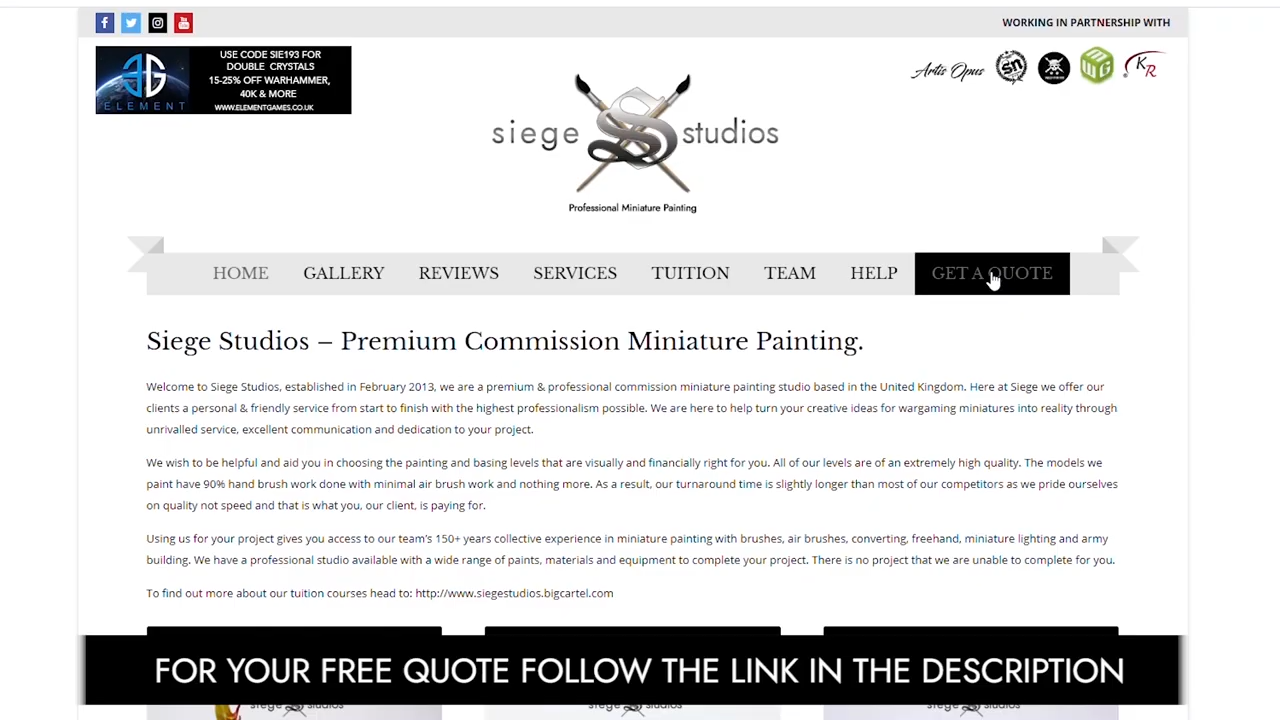 WORKING IN PARTNERSHIP WITH
USE CODE SIE193 FOR
DOUBLE CRYSTALS
15-25% OFF WARHAMMER,
40K & MORE
WWW.ELEMENTGAMES.CO.UK
ELEMENT
Artis Opus
KR
siege studios
Professional Miniature Painting
HOME GALLERY REVIEWS SERVICES TUITION TEAM HELP GET A QUOTE
Siege Studios – Premium Commission Miniature Painting.
Welcome to Siege Studios, established in February 2013, we are a premium & professional commission miniature painting studio based in the United Kingdom. Here at Siege we offer our
clients a personal & friendly service from start to finish with the highest professionalism possible. We are here to help turn your creative ideas for wargaming miniatures into reality through
unrivalled service, excellent communication and dedication to your project.
We wish to be helpful and aid you in choosing the painting and basing levels that are visually and financially right for you. All of our levels are of an extremely high quality. The models we
paint have 90% hand brush work done with minimal air brush work and nothing more. As a result, our turnaround time is slightly longer than most of our competitors as we pride ourselves
on quality not speed and that is what you, our client, is paying for.
Using us for your project gives you access to our team's 150+ years collective experience in miniature painting with brushes, air brushes, converting, freehand, miniature lighting and army
building. We have a professional studio available with a wide range of paints, materials and equipment to complete your project. There is no project that we are unable to complete for you.
To find out more about our tuition courses head to: http://www.siegestudios.bigcartel.com
FOR YOUR FREE QUOTE FOLLOW THE LINK IN THE DESCRIPTION
siege studios siege studios siege studios